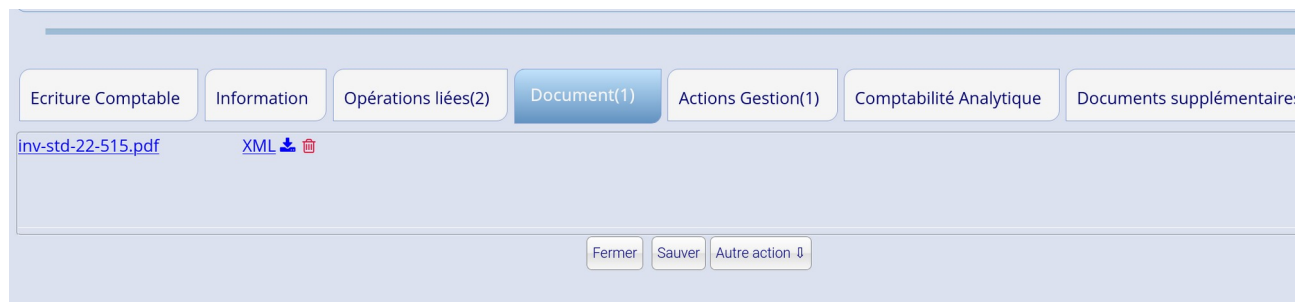 Ecriture Comptable Information Opérations liées(2) Document(1) Actions Gestion(1) Comptabilité Analytique Documents supplémentaires
inv-std-22-515.pdf XML
Fermer Sauver Autre action ⇩